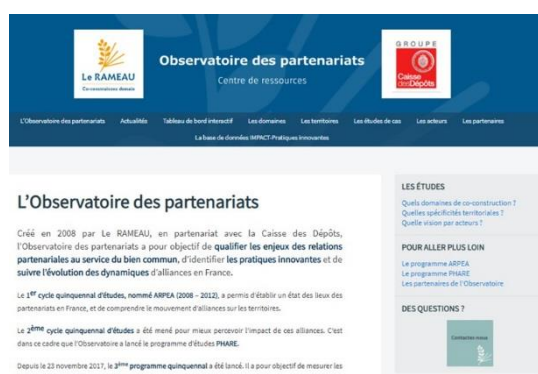 Le RAMEAU
Co-construisons demain
Observatoire des partenariats
Centre de ressources
GROUPE
Caisse
des Dépôts
L'Observatoire des partenariats Actualités Tableau de bord interactif Les domaines Les territoires Les études de cas Les acteurs Les partenaires
La base de données IMPACT-Pratiques innovantes
L'Observatoire des partenariats
Créé en 2008 par Le RAMEAU, en partenariat avec la Caisse des Dépôts,
l'Observatoire des partenariats a pour objectif de qualifier les enjeux des relations
partenariales au service du bien commun, d'identifier les pratiques innovantes et de
suivre l'évolution des dynamiques d'alliances en France.
Le 1er cycle quinquennal d'études, nommé ARPEA (2008 – 2012), a permis d'établir un état des lieux des
partenariats en France, et de comprendre le mouvement d'alliances sur les territoires.
Le 2ème cycle quinquennal d'études a été mené pour mieux percevoir l'impact de ces alliances. C'est
dans ce cadre que l'Observatoire a lancé le programme d'études PHARE.
Depuis le 23 novembre 2017, le 3ème programme quinquennal a été lancé. Il a pour objectif de mesurer les
LES ÉTUDES
Quels domaines de co-construction ?
Quelles spécificités territoriales ?
Quelle vision par acteurs ?
POUR ALLER PLUS LOIN
Le programme ARPEA
Le programme PHARE
Les partenaires de l'Observatoire
DES QUESTIONS ?
Contactez-nous